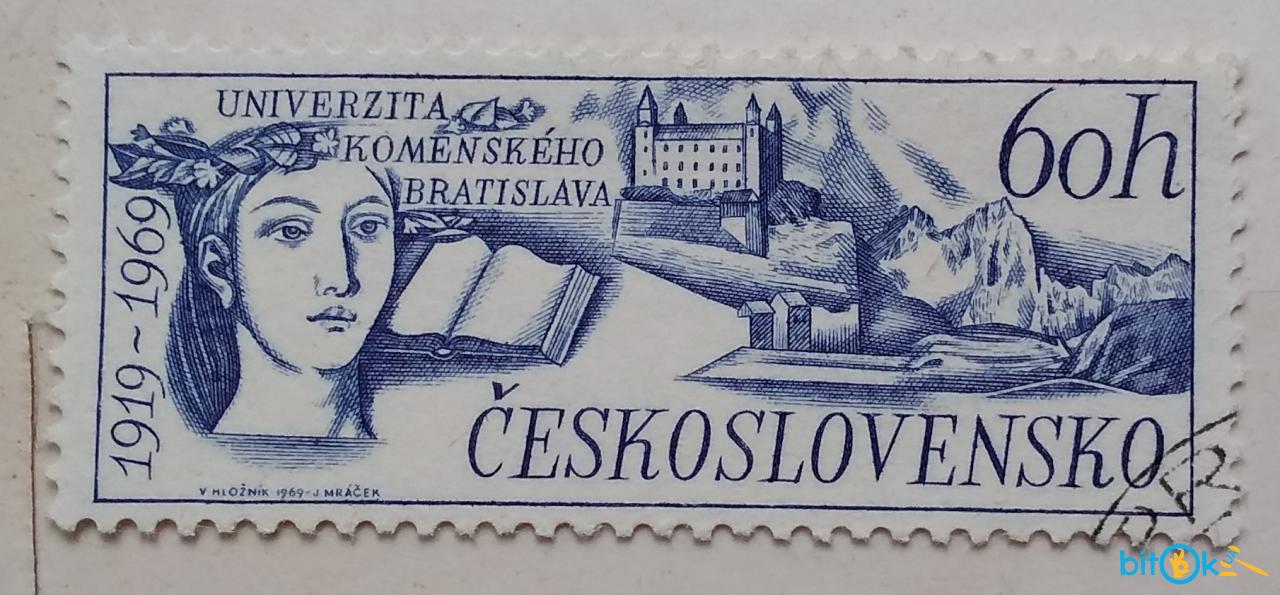 UNIVERZITA
KOMENSKÉHO
BRATISLAVA
60h
1919~1969
ČESKOSLOVENSKO
V HLOŽNÍK 1969-J MRÁČEK
bitOk